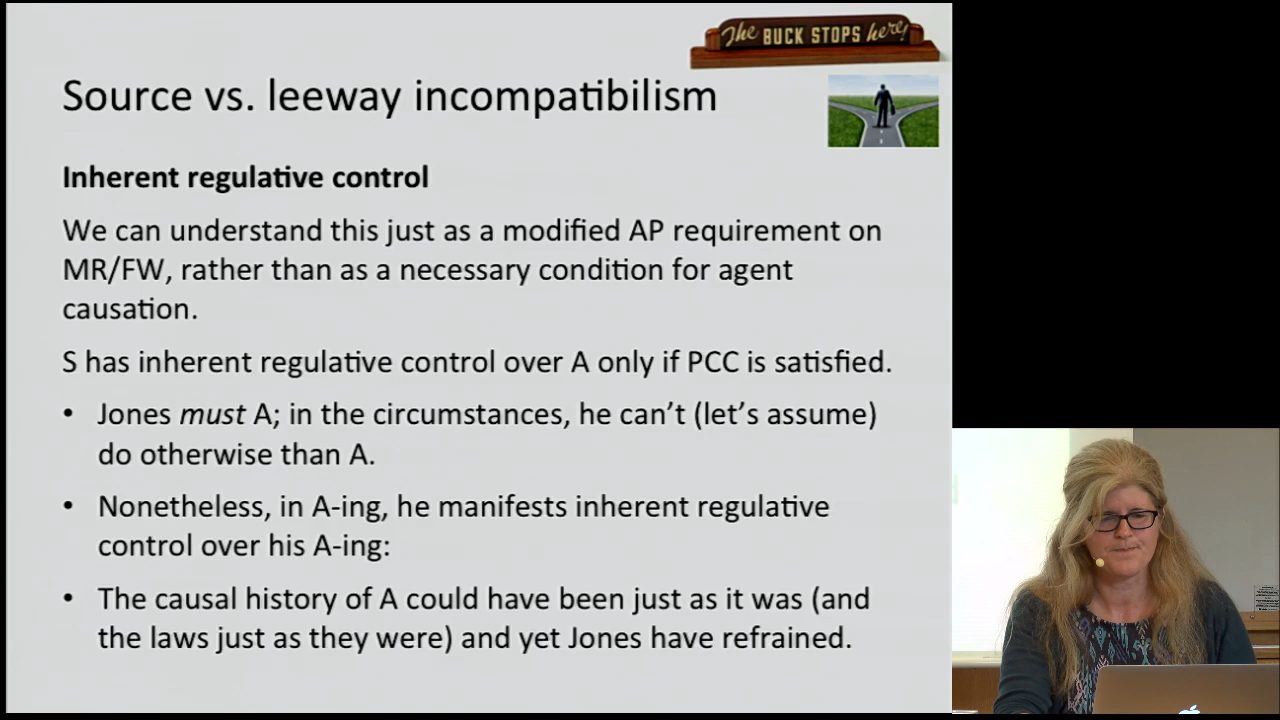 The BUCK STOPS here!
Source vs. leeway incompatibilism
Inherent regulative control
We can understand this just as a modified AP requirement on
MR/FW, rather than as a necessary condition for agent
causation.
S has inherent regulative control over A only if PCC is satisfied.
• Jones must A; in the circumstances, he can't (let's assume)
do otherwise than A.
• Nonetheless, in A-ing, he manifests inherent regulative
control over his A-ing:
• The causal history of A could have been just as it was (and
the laws just as they were) and yet Jones have refrained.